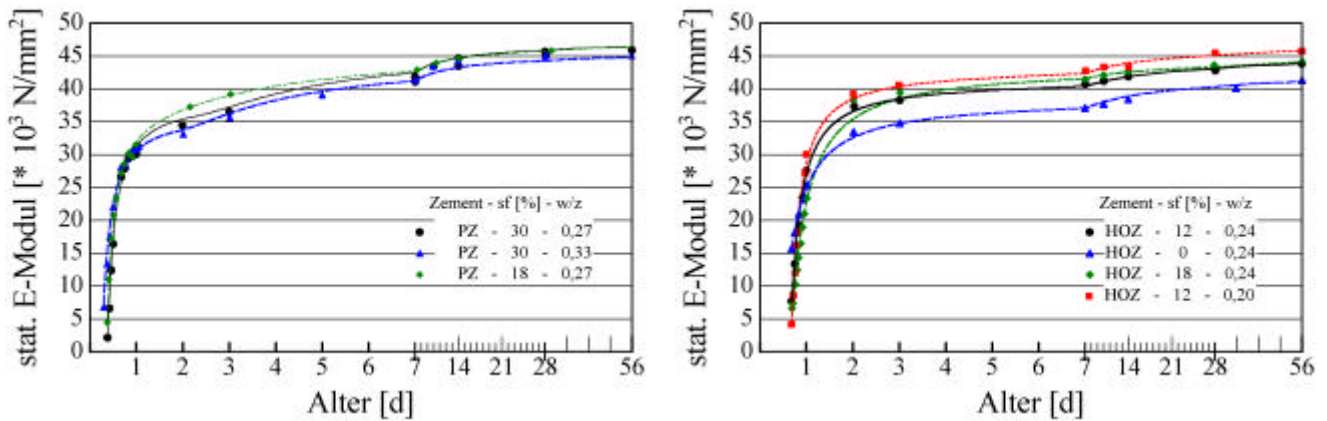 stat. E-Modul [* 10³ N/mm²]
50
45
40
35
30
25
20
15
10
5
0
Zement - sf [%] - w/z
PZ - 30 - 0,27
PZ - 30 - 0,33
PZ - 18 - 0,27
1 2 3 5 6 7 14 21 28 56
Alter [d]
stat. E-Modul [* 10³ N/mm²]
50
45
40
35
30
25
20
15
10
5
0
Zement - sf [%] - w/z
HOZ - 12 - 0,24
HOZ - 0 - 0,24
HOZ - 18 - 0,24
HOZ - 12 - 0,20
1 2 3 4 5 6 7 14 21 28 56
Alter [d]